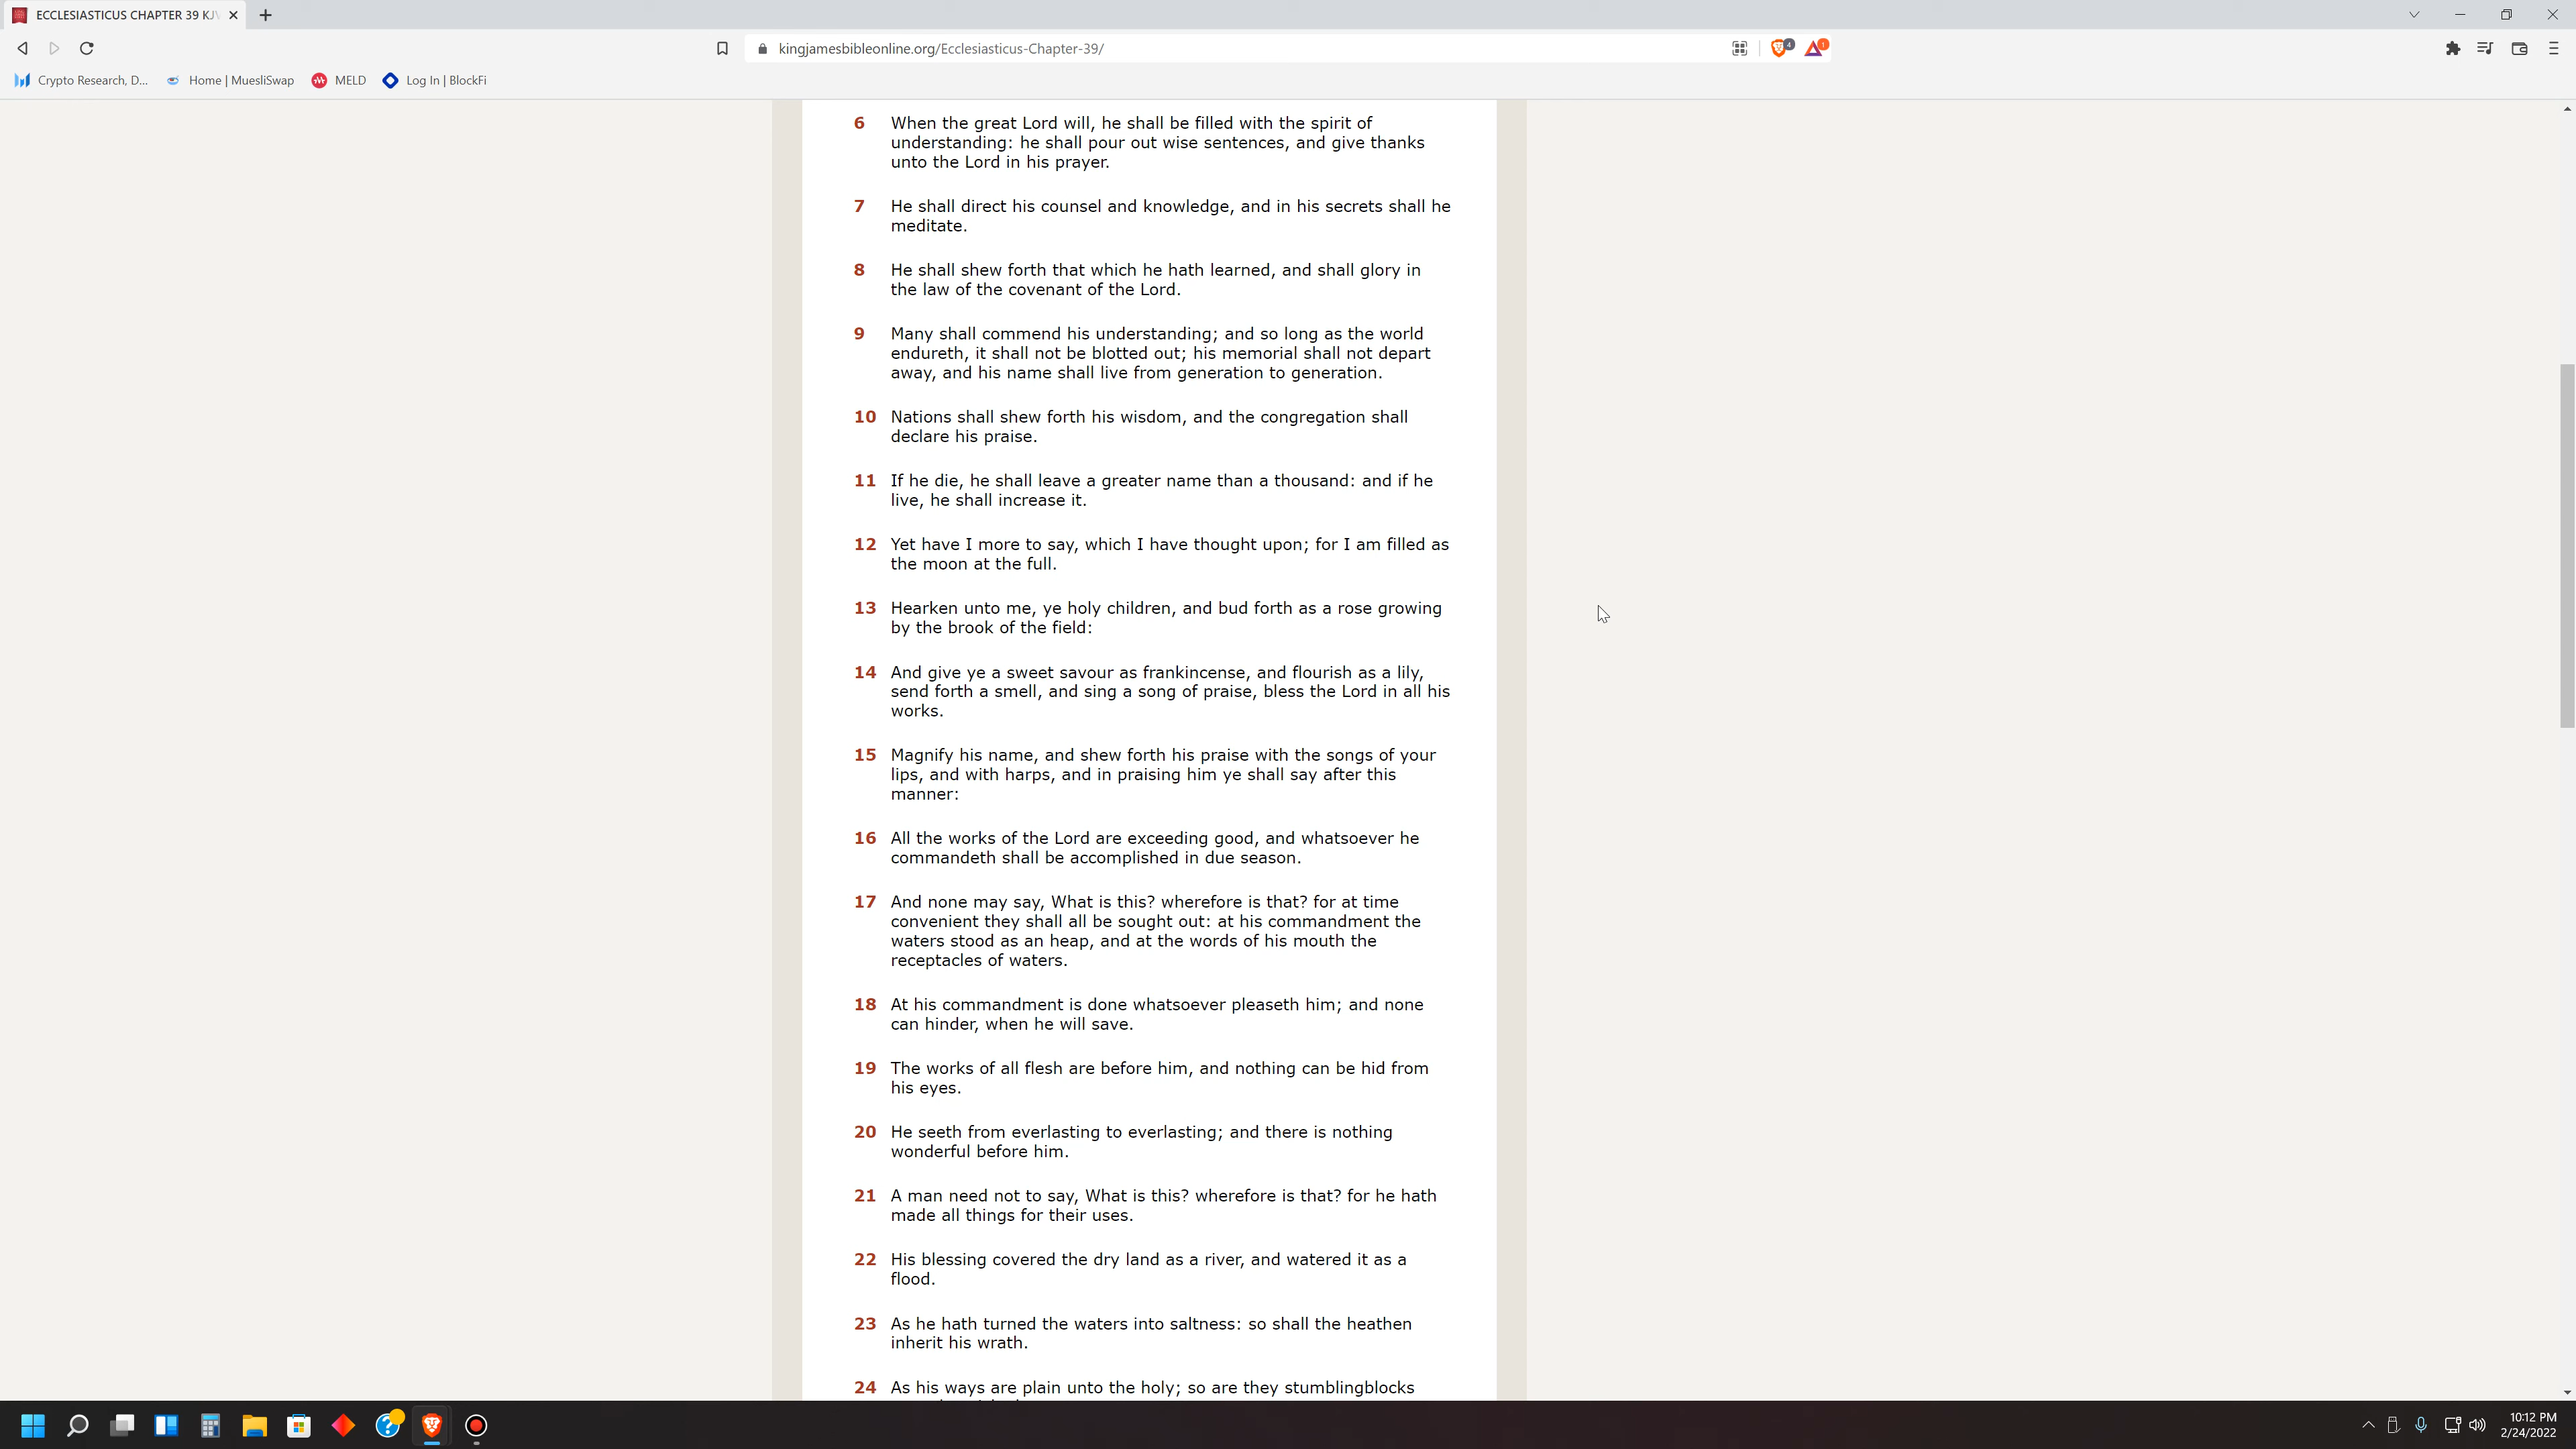 ECCLESIASTICUS CHAPTER 39 KJV
kingjamesbibleonline.org/Ecclesiasticus-Chapter-39/
4
1
Crypto Research, D...
Home | MuesliSwap
MELD
Log In | BlockFi
6 When the great Lord will, he shall be filled with the spirit of
understanding: he shall pour out wise sentences, and give thanks
unto the Lord in his prayer.
7 He shall direct his counsel and knowledge, and in his secrets shall he
meditate.
8 He shall shew forth that which he hath learned, and shall glory in
the law of the covenant of the Lord.
9 Many shall commend his understanding; and so long as the world
endureth, it shall not be blotted out; his memorial shall not depart
away, and his name shall live from generation to generation.
10 Nations shall shew forth his wisdom, and the congregation shall
declare his praise.
11 If he die, he shall leave a greater name than a thousand: and if he
live, he shall increase it.
12 Yet have I more to say, which I have thought upon; for I am filled as
the moon at the full.
13 Hearken unto me, ye holy children, and bud forth as a rose growing
by the brook of the field:
14 And give ye a sweet savour as frankincense, and flourish as a lily,
send forth a smell, and sing a song of praise, bless the Lord in all his
works.
15 Magnify his name, and shew forth his praise with the songs of your
lips, and with harps, and in praising him ye shall say after this
manner:
16 All the works of the Lord are exceeding good, and whatsoever he
commandeth shall be accomplished in due season.
17 And none may say, What is this? wherefore is that? for at time
convenient they shall all be sought out: at his commandment the
waters stood as an heap, and at the words of his mouth the
receptacles of waters.
18 At his commandment is done whatsoever pleaseth him; and none
can hinder, when he will save.
19 The works of all flesh are before him, and nothing can be hid from
his eyes.
20 He seeth from everlasting to everlasting; and there is nothing
wonderful before him.
21 A man need not to say, What is this? wherefore is that? for he hath
made all things for their uses.
22 His blessing covered the dry land as a river, and watered it as a
flood.
23 As he hath turned the waters into saltness: so shall the heathen
inherit his wrath.
24 As his ways are plain unto the holy; so are they stumblingblocks
10:12 PM
2/24/2022